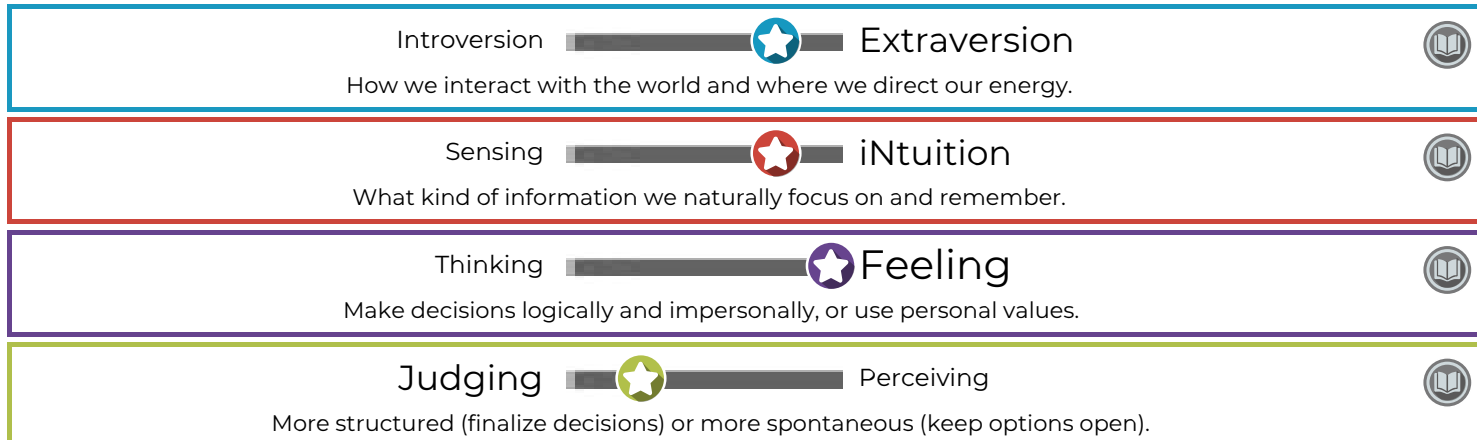 Introversion Extraversion
How we interact with the world and where we direct our energy.
Sensing iNtuition
What kind of information we naturally focus on and remember.
Thinking Feeling
Make decisions logically and impersonally, or use personal values.
Judging Perceiving
More structured (finalize decisions) or more spontaneous (keep options open).